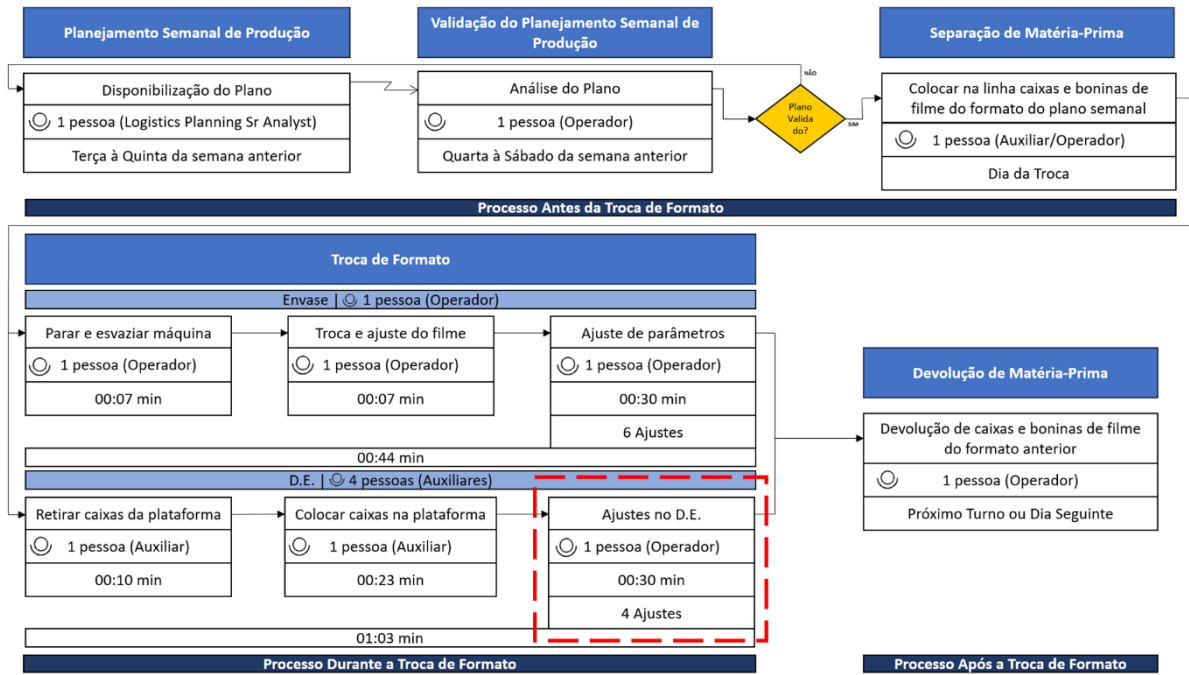 Planejamento Semanal de Produção
Validação do Planejamento Semanal de
Produção
Separação de Matéria-Prima
Disponibilização do Plano
1 pessoa (Logistics Planning Sr Analyst)
Terça à Quinta da semana anterior
Análise do Plano
1 pessoa (Operador)
Quarta à Sábado da semana anterior
NÃO
Plano
Valida
do?
SIM
Colocar na linha caixas e boninas de
filme do formato do plano semanal
1 pessoa (Auxiliar/Operador)
Dia da Troca
Processo Antes da Troca de Formato
Troca de Formato
Envase | 1 pessoa (Operador)
Parar e esvaziar máquina
1 pessoa (Operador)
00:07 min
Troca e ajuste do filme
1 pessoa (Operador)
00:07 min
Ajuste de parâmetros
1 pessoa (Operador)
00:30 min
6 Ajustes
00:44 min
D.E. | 4 pessoas (Auxiliares)
Retirar caixas da plataforma
1 pessoa (Auxiliar)
00:10 min
Colocar caixas na plataforma
1 pessoa (Auxiliar)
00:23 min
Ajustes no D.E.
1 pessoa (Operador)
00:30 min
4 Ajustes
01:03 min
Processo Durante a Troca de Formato
Devolução de Matéria-Prima
Devolução de caixas e boninas de filme
do formato anterior
1 pessoa (Operador)
Próximo Turno ou Dia Seguinte
Processo Após a Troca de Formato